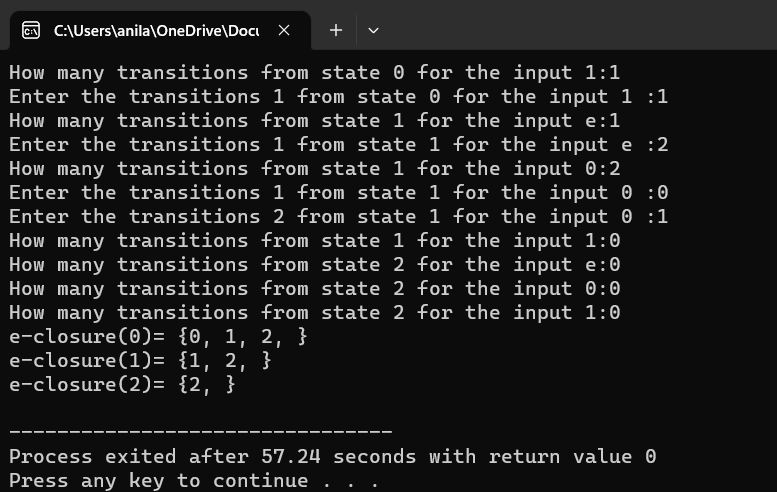 C:\Users\anila\OneDrive\Docu
How many transitions from state 0 for the input 1:1
Enter the transitions 1 from state 0 for the input 1 :1
How many transitions from state 1 for the input e:1
Enter the transitions 1 from state 1 for the input e :2
How many transitions from state 1 for the input 0:2
Enter the transitions 1 from state 1 for the input 0 :0
Enter the transitions 2 from state 1 for the input 0 :1
How many transitions from state 1 for the input 1:0
How many transitions from state 2 for the input e:0
How many transitions from state 2 for the input 0:0
How many transitions from state 2 for the input 1:0
e-closure(0)= {0, 1, 2, }
e-closure(1)= {1, 2, }
e-closure(2)= {2, }
--------------------------------
Process exited after 57.24 seconds with return value 0
Press any key to continue . . .